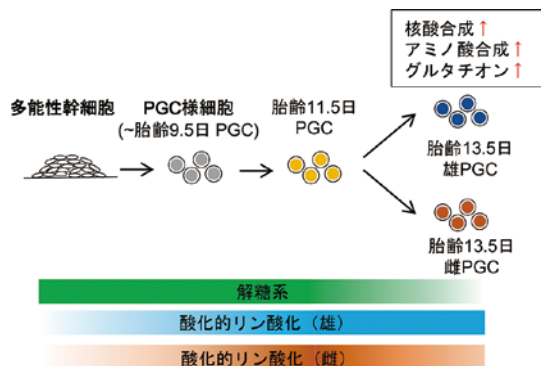 核酸合成↑
アミノ酸合成↑
グルタチオン↑
多能性幹細胞
PGC様細胞
(~胎齢9.5日 PGC)
胎齢11.5日
PGC
胎齢13.5日
雄PGC
胎齢13.5日
雌PGC
解糖系
酸化的リン酸化（雄）
酸化的リン酸化（雌）